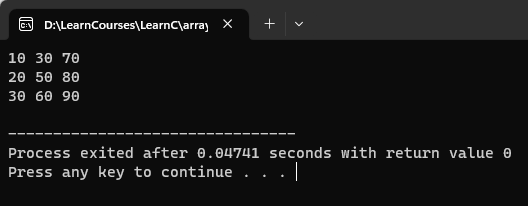 D:\LearnCourses\LearnC\array
10 30 70
20 50 80
30 60 90
--------------------------------
Process exited after 0.04741 seconds with return value 0
Press any key to continue . . .